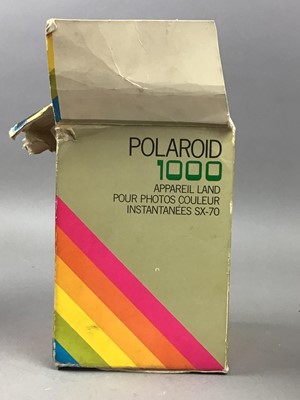 POLAROID
1000
APPAREIL LAND
POUR PHOTOS COULEUR
INSTANTANÉES SX-70